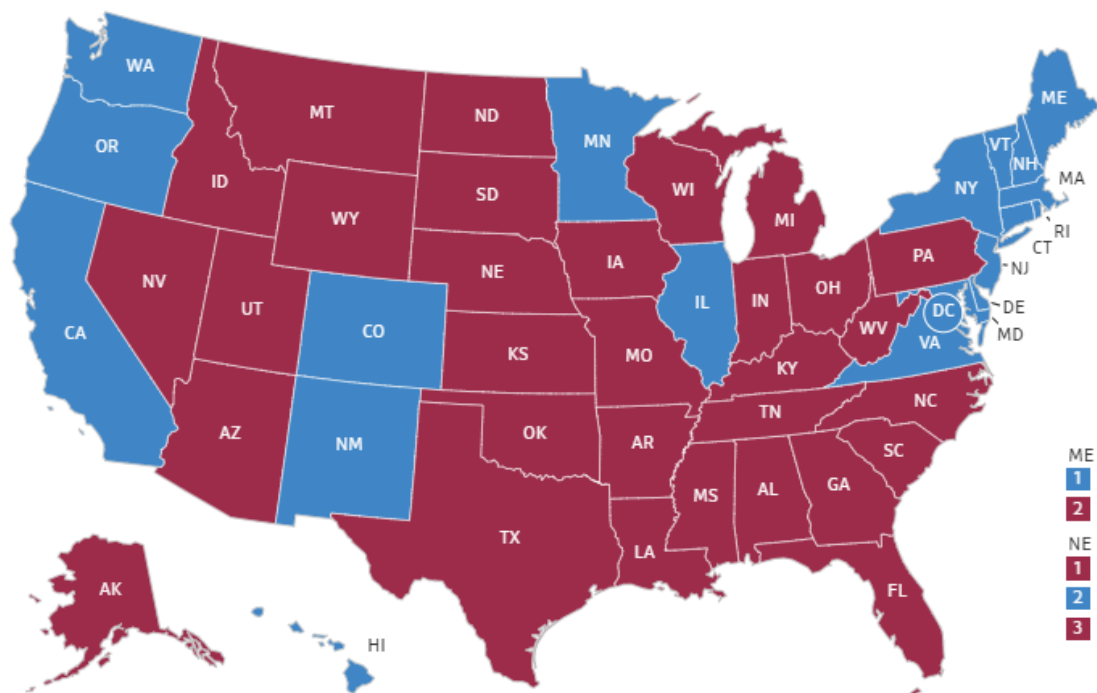 WA
ME
MT
ND
VT
MN
OR
NH
MA
ID
NY
WI
SD
MI
WY
RI
CT
PA
IA
NJ
NE
OH
NV
IN
UT
IL
DE
DC
CO
WV
CA
MD
VA
KS
MO
KY
NC
TN
AZ
OK
NM
AR
SC
ME
1
GA
MS
AL
2
TX
NE
LA
1
AK
FL
2
3
HI